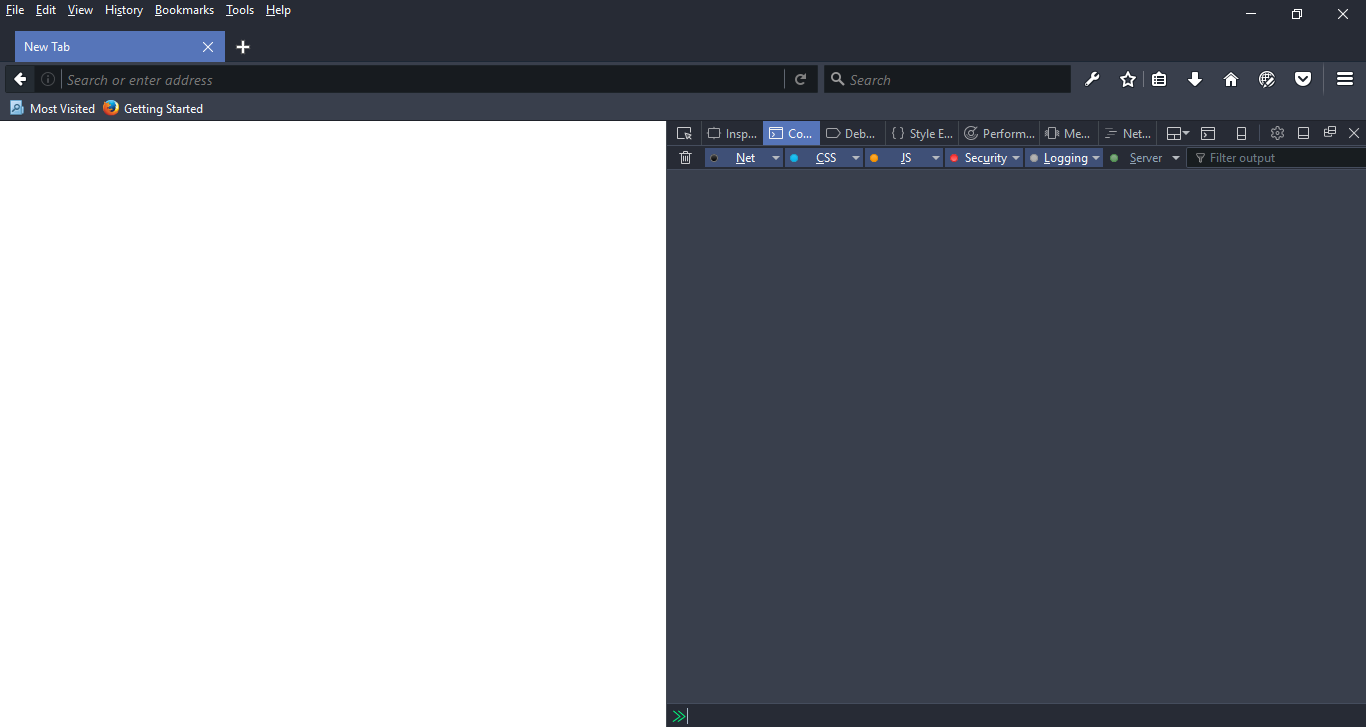 File Edit View History Bookmarks Tools Help
New Tab
Search or enter address
Search
Most Visited Getting Started
Insp... Co... Deb... { } Style E... Perform... Me... Net...
Net CSS JS Security Logging Server Filter output